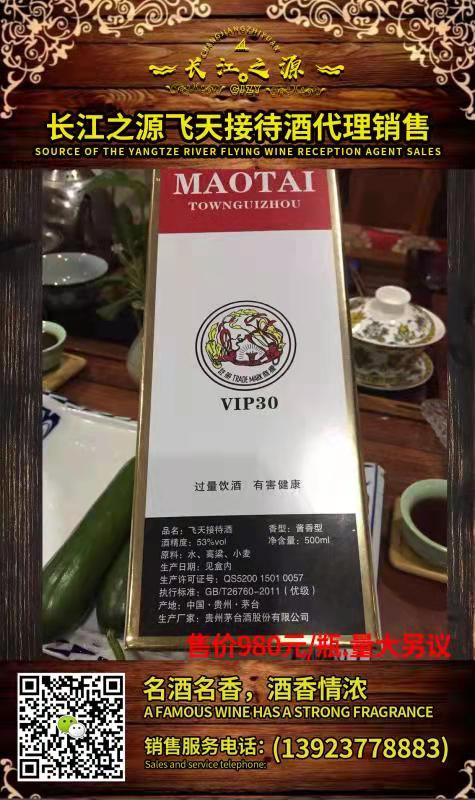 CHANGJIANGZHIYUAN
长江之源
CJZY
长江之源飞天接待酒代理销售
SOURCE OF THE YANGTZE RIVER FLYING WINE RECEPTION AGENT SALES
MAOTAI
TOWNGUIZHOU
TRADE MARK
VIP30
过量饮酒 有害健康
品名：飞天接待酒 香型：酱香型
酒精度：53%vol 净含量：500ml
原料：水、高粱、小麦
生产日期：见盒内
生产许可证号：QS5200 1501 0057
执行标准：GB/T26760-2011（优级）
产地：中国·贵州·茅台
生产厂家：贵州茅台酒股份有限公司
售价980元/瓶,量大另议
名酒名香，酒香情浓
A FAMOUS WINE HAS A STRONG FRAGRANCE
销售服务电话：(13923778883)
Sales and service telephone: